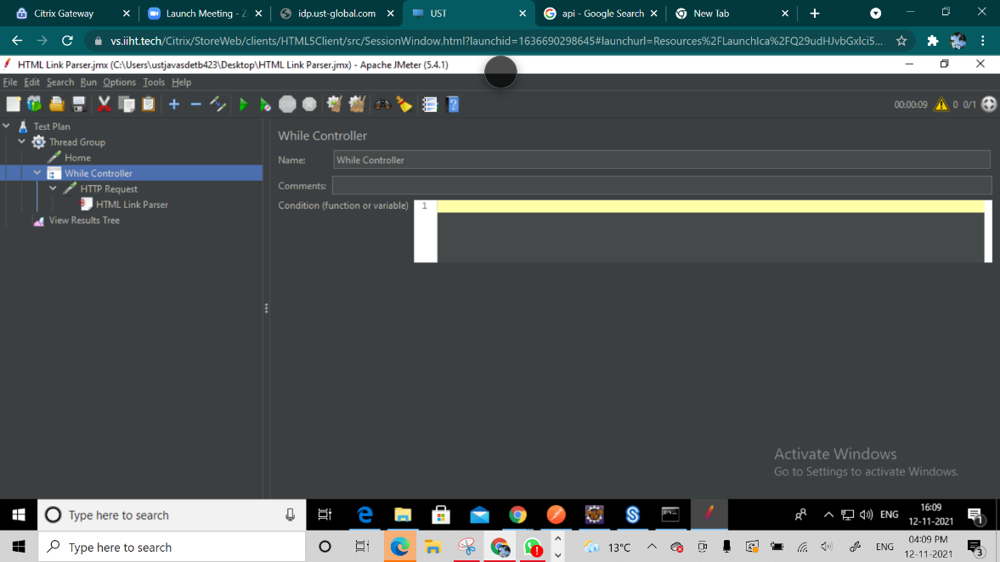 Citrix Gateway
Launch Meeting - Z
idp.ust-global.com
UST
api - Google Search
New Tab
vs.iiht.tech/Citrix/StoreWeb/clients/HTML5Client/src/SessionWindow.html?launchid=1636690298645#launchurl=Resources%2FLaunchIca%2FQ29udHJvbGxlci5...
HTML Link Parser.jmx (C:\Users\ustjavasdetb423\Desktop\HTML Link Parser.jmx) - Apache JMeter (5.4.1)
File Edit Search Run Options Tools Help
00:00:09 0 0/1
Test Plan
Thread Group
Home
While Controller
HTTP Request
HTML Link Parser
View Results Tree
While Controller
Name: While Controller
Comments:
Condition (function or variable) 1
Activate Windows
Go to Settings to activate Windows.
Type here to search
ENG
16:09
12-11-2021
1
Type here to search
13°C
ENG
04:09 PM
12-11-2021
3